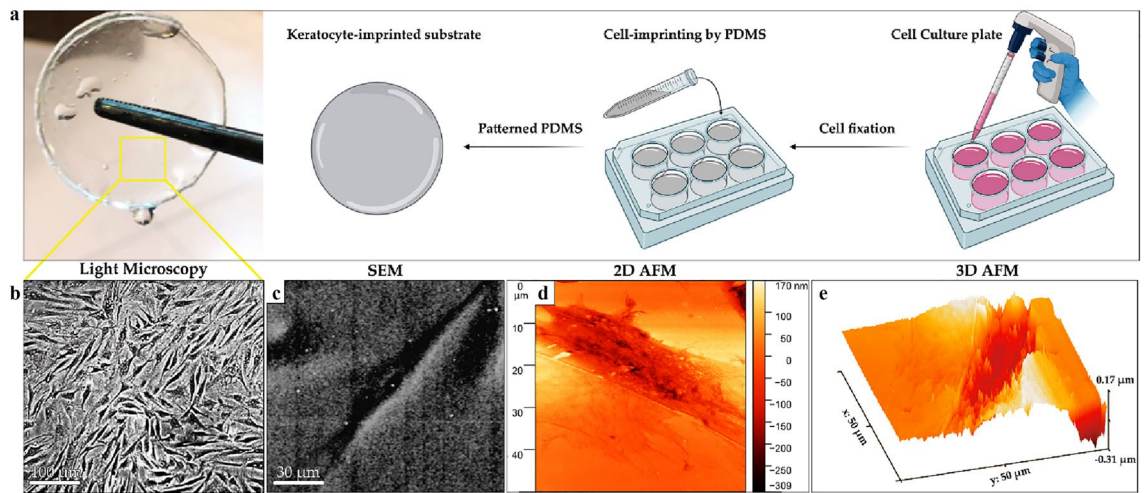 a
Keratocyte-imprinted substrate
Cell-imprinting by PDMS
Cell Culture plate
Patterned PDMS
Cell fixation
Light Microscopy
SEM
2D AFM
3D AFM
b
100 µm
c
30 µm
0
µm
10
20
30
40
d
170 nm
100
50
0
−50
−100
−150
−200
−250
−309
e
x: 50 µm
y: 50 µm
0.17 µm
-0.31 µm